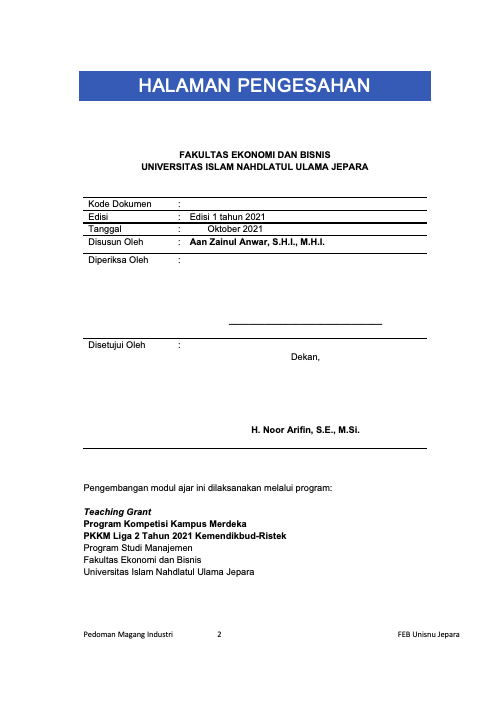 HALAMAN PENGESAHAN
FAKULTAS EKONOMI DAN BISNIS
UNIVERSITAS ISLAM NAHDLATUL ULAMA JEPARA
Kode Dokumen :
Edisi : Edisi 1 tahun 2021
Tanggal : Oktober 2021
Disusun Oleh : Aan Zainul Anwar, S.H.I., M.H.I.
Diperiksa Oleh :
Disetujui Oleh :
Dekan,
H. Noor Arifin, S.E., M.Si.
Pengembangan modul ajar ini dilaksanakan melalui program:
Teaching Grant
Program Kompetisi Kampus Merdeka
PKKM Liga 2 Tahun 2021 Kemendikbud-Ristek
Program Studi Manajemen
Fakultas Ekonomi dan Bisnis
Universitas Islam Nahdlatul Ulama Jepara
Pedoman Magang Industri 2 FEB Unisnu Jepara